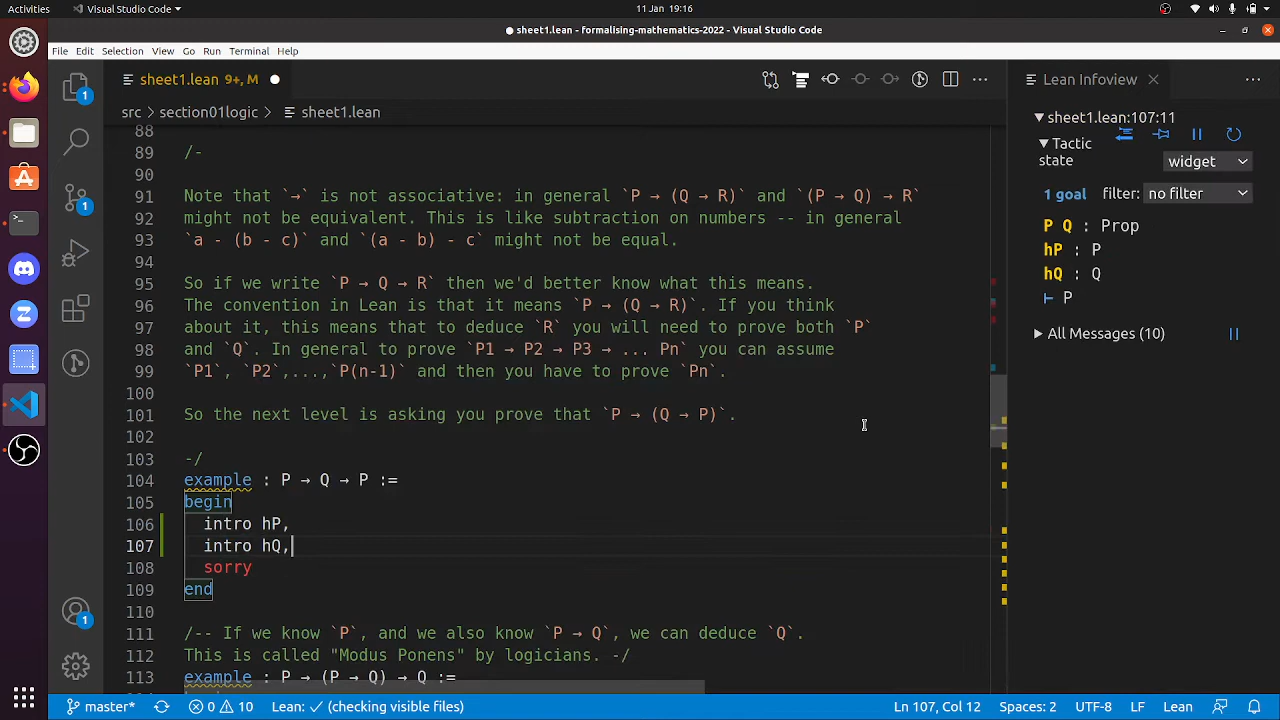 Activities
Visual Studio Code
11 Jan 19:16
● sheet1.lean - formalising-mathematics-2022 - Visual Studio Code
File Edit Selection View Go Run Terminal Help
sheet1.lean 9+, M ●
Lean Infoview
src > section01logic > sheet1.lean
88
89 /-
90
91 Note that `→` is not associative: in general `P → (Q → R)` and `(P → Q) → R`
92 might not be equivalent. This is like subtraction on numbers -- in general
93 `a - (b - c)` and `(a - b) - c` might not be equal.
94
95 So if we write `P → Q → R` then we'd better know what this means.
96 The convention in Lean is that it means `P → (Q → R)`. If you think
97 about it, this means that to deduce `R` you will need to prove both `P`
98 and `Q`. In general to prove `P1 → P2 → P3 → ... Pn` you can assume
99 `P1`, `P2`,...,`P(n-1)` and then you have to prove `Pn`.
100
101 So the next level is asking you prove that `P → (Q → P)`.
102
103 -/
104 example : P → Q → P :=
105 begin
106 intro hP,
107 intro hQ,
108 sorry
109 end
110
111 /-- If we know `P`, and we also know `P → Q`, we can deduce `Q`.
112 This is called "Modus Ponens" by logicians. -/
113 example : P → (P → Q) → Q :=
sheet1.lean:107:11
Tactic state
widget
1 goal filter: no filter
P Q : Prop
hP : P
hQ : Q
⊢ P
All Messages (10)
1
1
1
master*
0 10
Lean: ✓ (checking visible files)
Ln 107, Col 12
Spaces: 2
UTF-8
LF
Lean